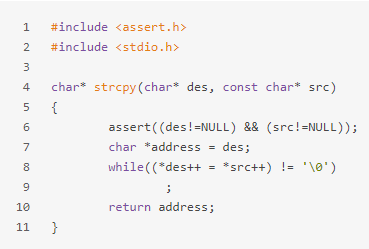 1 #include <assert.h>
2 #include <stdio.h>
3
4 char* strcpy(char* des, const char* src)
5 {
6 assert((des!=NULL) && (src!=NULL));
7 char *address = des;
8 while((*des++ = *src++) != '\0')
9 ;
10 return address;
11 }